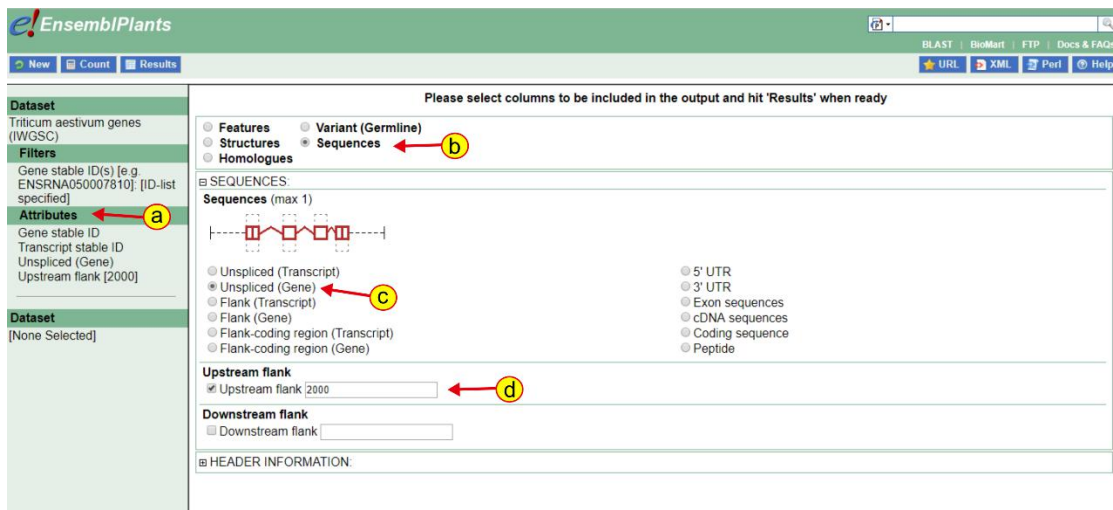 e! EnsemblPlants
BLAST | BioMart | FTP | Docs & FAQs
New Count Results
URL XML Perl Help
Dataset
Triticum aestivum genes
(IWGSC)
Filters
Gene stable ID(s) [e.g.
ENSRNA050007810]: [ID-list
specified]
Attributes
a
Gene stable ID
Transcript stable ID
Unspliced (Gene)
Upstream flank [2000]
Dataset
[None Selected]
Please select columns to be included in the output and hit 'Results' when ready
Features Variant (Germline)
Structures Sequences
b
Homologues
SEQUENCES:
Sequences (max 1)
Unspliced (Transcript) 5' UTR
Unspliced (Gene) 3' UTR
c
Flank (Transcript) Exon sequences
Flank (Gene) cDNA sequences
Flank-coding region (Transcript) Coding sequence
Flank-coding region (Gene) Peptide
Upstream flank
Upstream flank 2000
d
Downstream flank
Downstream flank
HEADER INFORMATION: